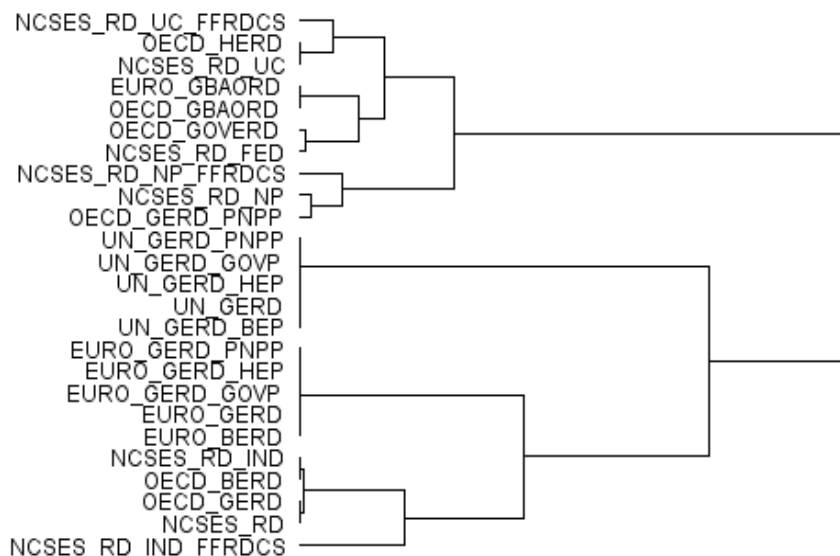 NCSES_RD_UC_FFRDCS
OECD_HERD
NCSES_RD_UC
EURO_GBAORD
OECD_GBAORD
OECD_GOVERD
NCSES_RD_FED
NCSES_RD_NP_FFRDCS
NCSES_RD_NP
OECD_GERD_PNPP
UN_GERD_PNPP
UN_GERD_GOVP
UN_GERD_HEP
UN_GERD
UN_GERD_BEP
EURO_GERD_PNPP
EURO_GERD_HEP
EURO_GERD_GOVP
EURO_GERD
EURO_BERD
NCSES_RD_IND
OECD_BERD
OECD_GERD
NCSES_RD
NCSES_RD_IND_FFRDCS